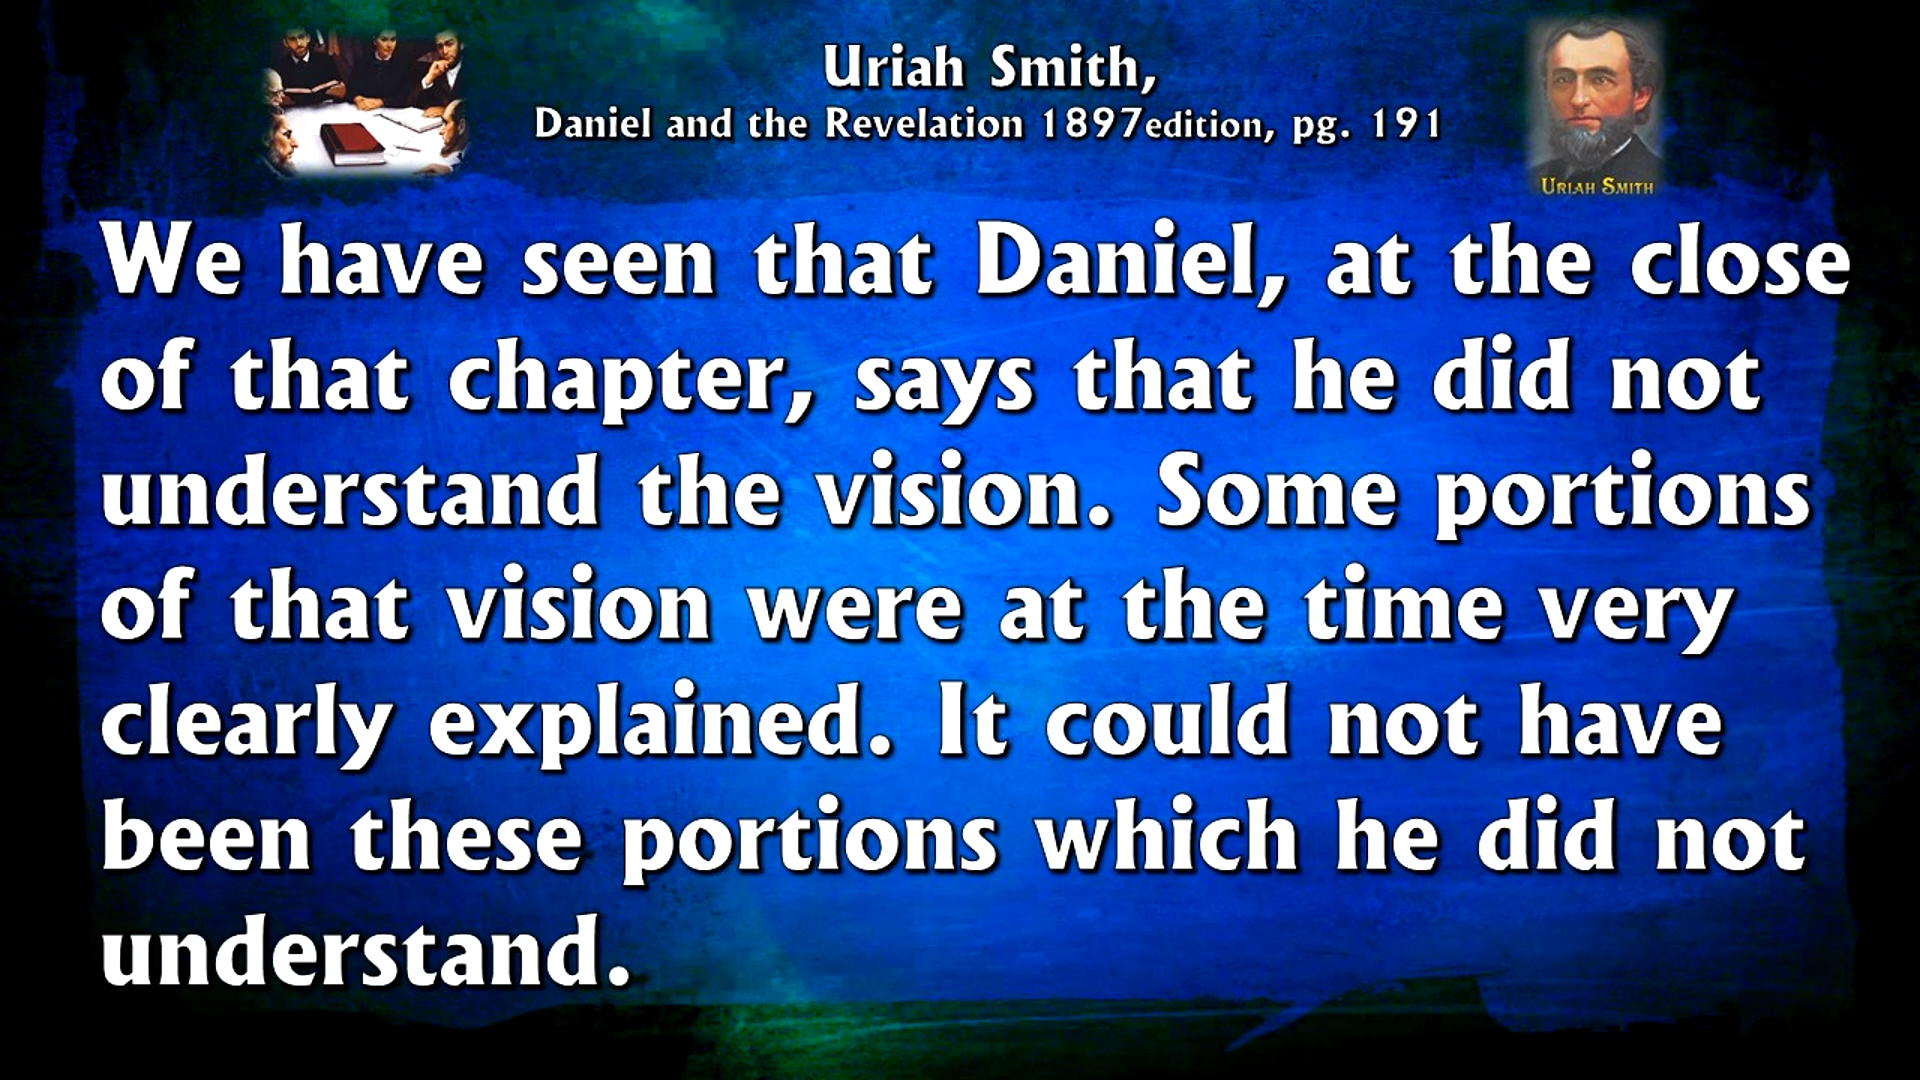 Uriah Smith,
Daniel and the Revelation 1897edition, pg. 191
URIAH SMITH
We have seen that Daniel, at the close
of that chapter, says that he did not
understand the vision. Some portions
of that vision were at the time very
clearly explained. It could not have
been these portions which he did not
understand.